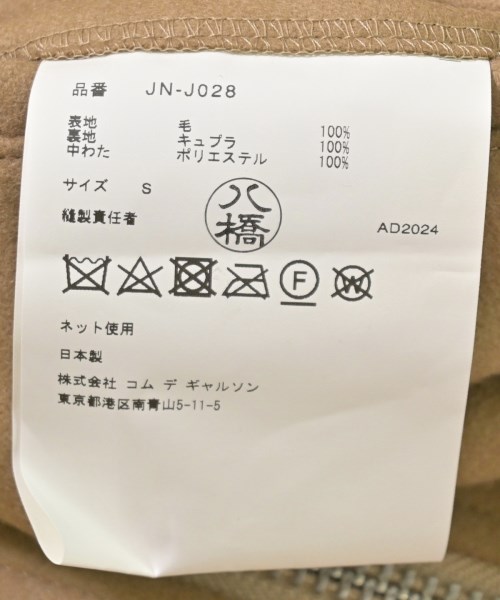 品番 JN-J028
表地 毛 100%
裏地 キュプラ 100%
中わた ポリエステル 100%
サイズ S
縫製責任者 八橋
AD2024
F W
ネット使用
日本製
株式会社 コム デ ギャルソン
東京都港区南青山5-11-5